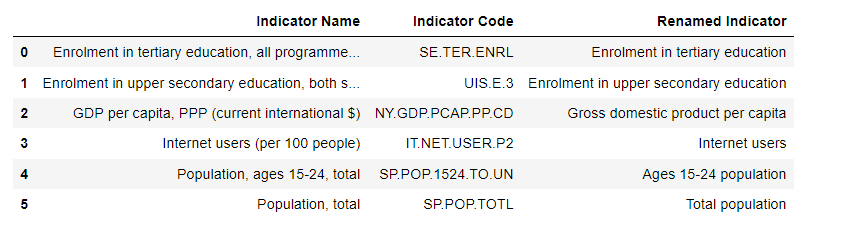 Indicator Name Indicator Code Renamed Indicator
0 Enrolment in tertiary education, all programme... SE.TER.ENRL Enrolment in tertiary education
1 Enrolment in upper secondary education, both s... UIS.E.3 Enrolment in upper secondary education
2 GDP per capita, PPP (current international $) NY.GDP.PCAP.PP.CD Gross domestic product per capita
3 Internet users (per 100 people) IT.NET.USER.P2 Internet users
4 Population, ages 15-24, total SP.POP.1524.TO.UN Ages 15-24 population
5 Population, total SP.POP.TOTL Total population